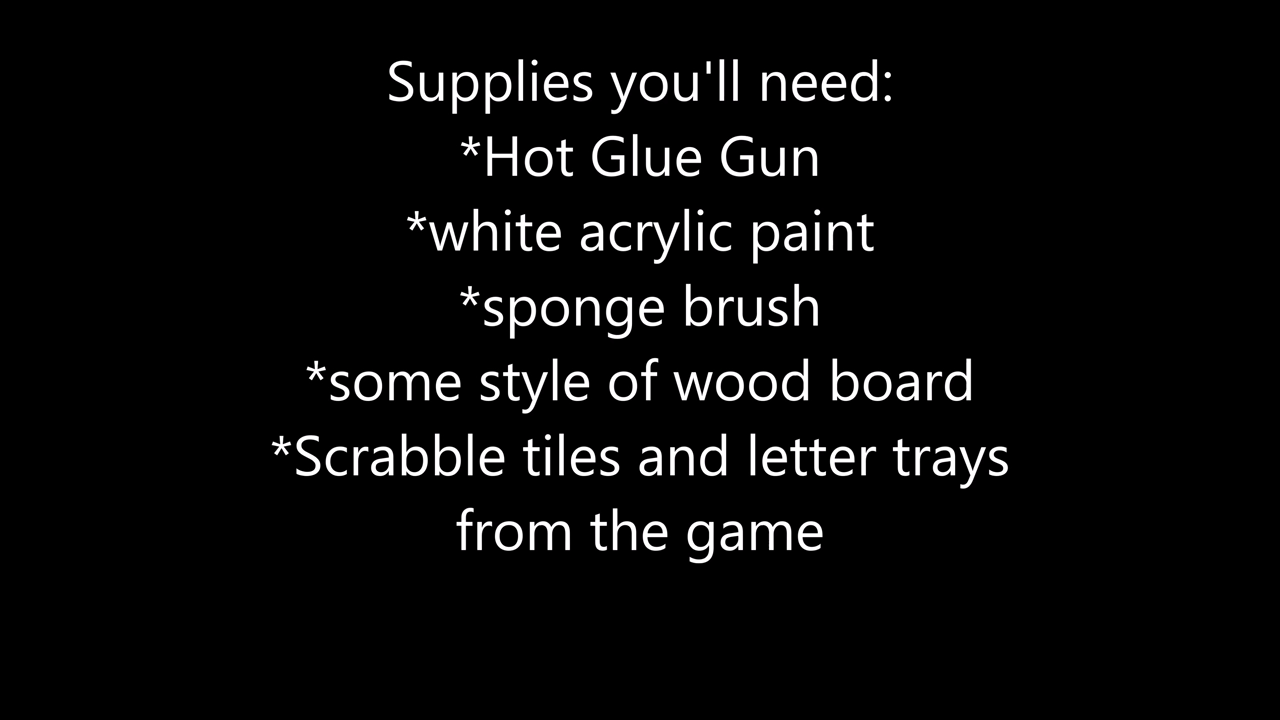 Supplies you'll need:
*Hot Glue Gun
*white acrylic paint
*sponge brush
*some style of wood board
*Scrabble tiles and letter trays
from the game